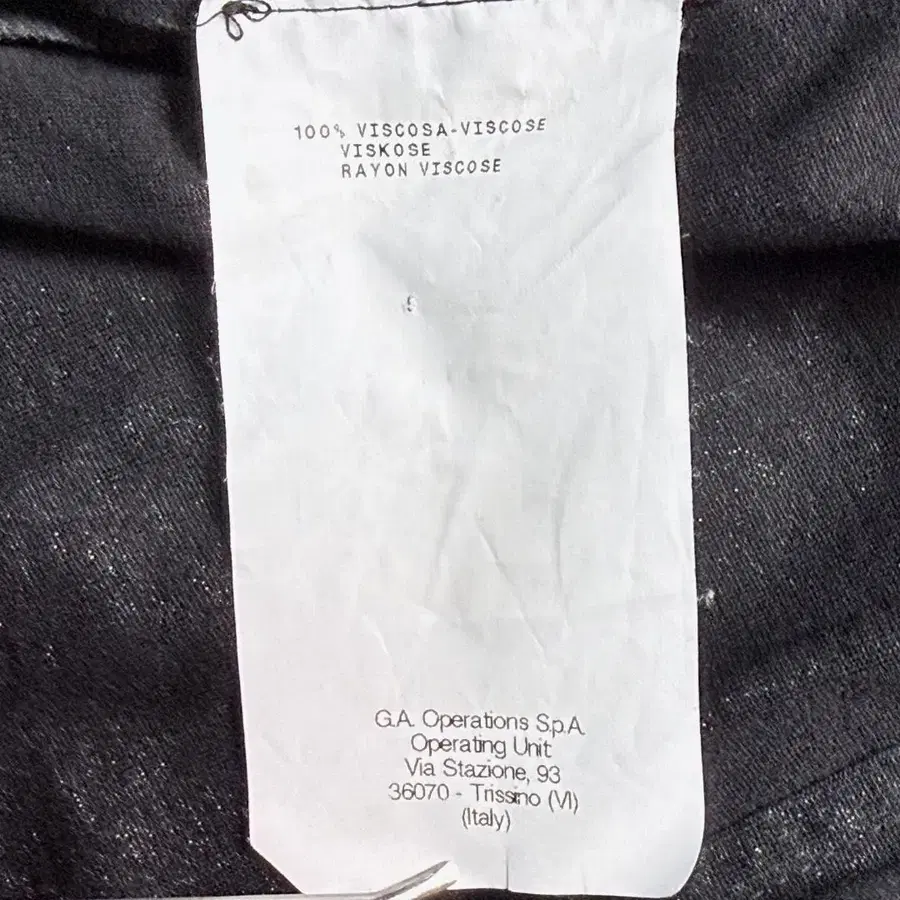 100% VISCOSA-VISCOSE
VISKOSE
RAYON VISCOSE
G.A. Operations S.p.A.
Operating Unit
Via Stazione, 93
36070 - Trissino (VI)
(Italy)